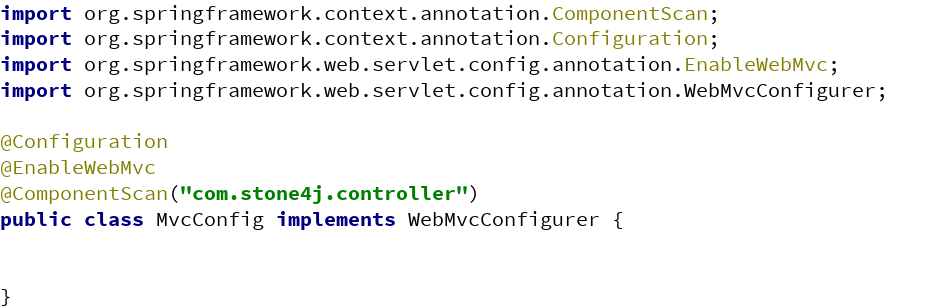 import org.springframework.context.annotation.ComponentScan;
import org.springframework.context.annotation.Configuration;
import org.springframework.web.servlet.config.annotation.EnableWebMvc;
import org.springframework.web.servlet.config.annotation.WebMvcConfigurer;

@Configuration
@EnableWebMvc
@ComponentScan("com.stone4j.controller")
public class MvcConfig implements WebMvcConfigurer {


}